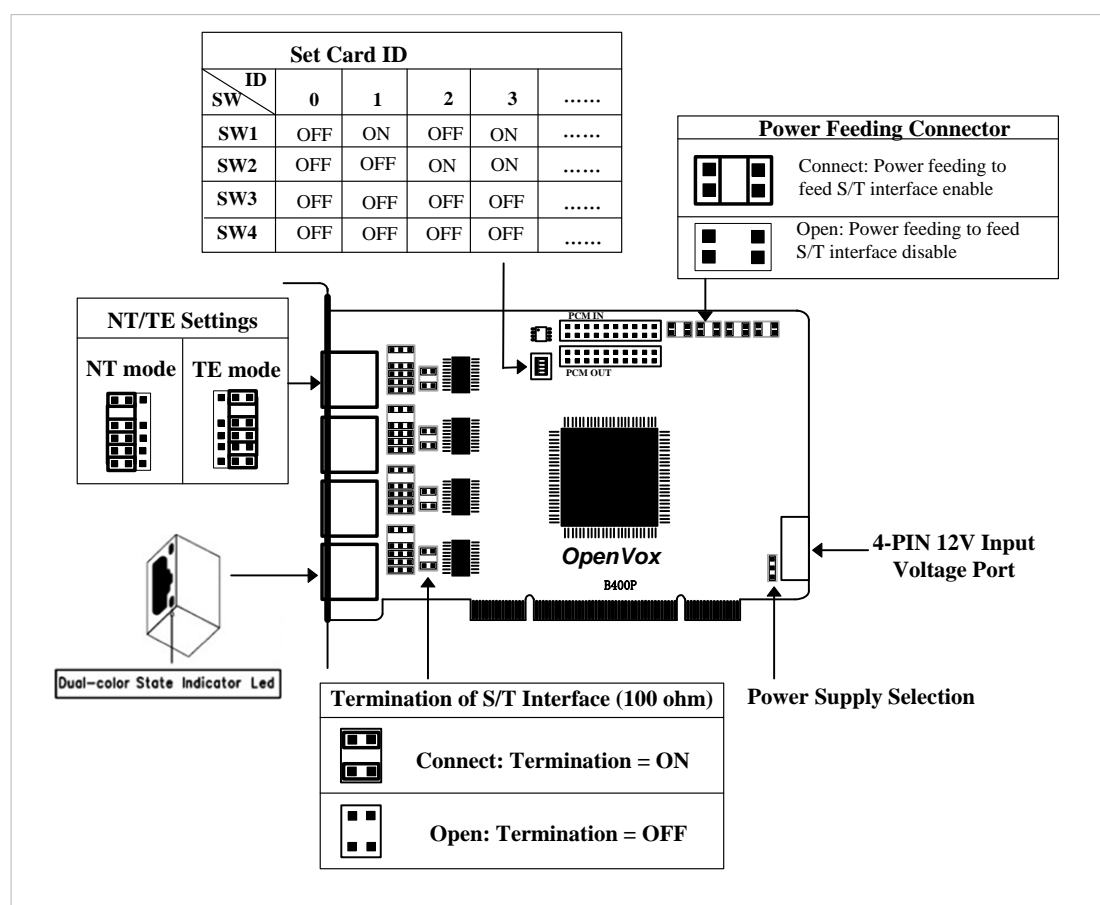 Set Card ID
ID
SW 0 1 2 3 ......
SW1 OFF ON OFF ON ......
SW2 OFF OFF ON ON ......
SW3 OFF OFF OFF OFF ......
SW4 OFF OFF OFF OFF ......
Power Feeding Connector
Connect: Power feeding to
feed S/T interface enable
Open: Power feeding to feed
S/T interface disable
NT/TE Settings
NT mode TE mode
PCM IN
PCM OUT
OpenVox
B400P
4-PIN 12V Input
Voltage Port
Dual-color State Indicator Led
Power Supply Selection
Termination of S/T Interface (100 ohm)
Connect: Termination = ON
Open: Termination = OFF